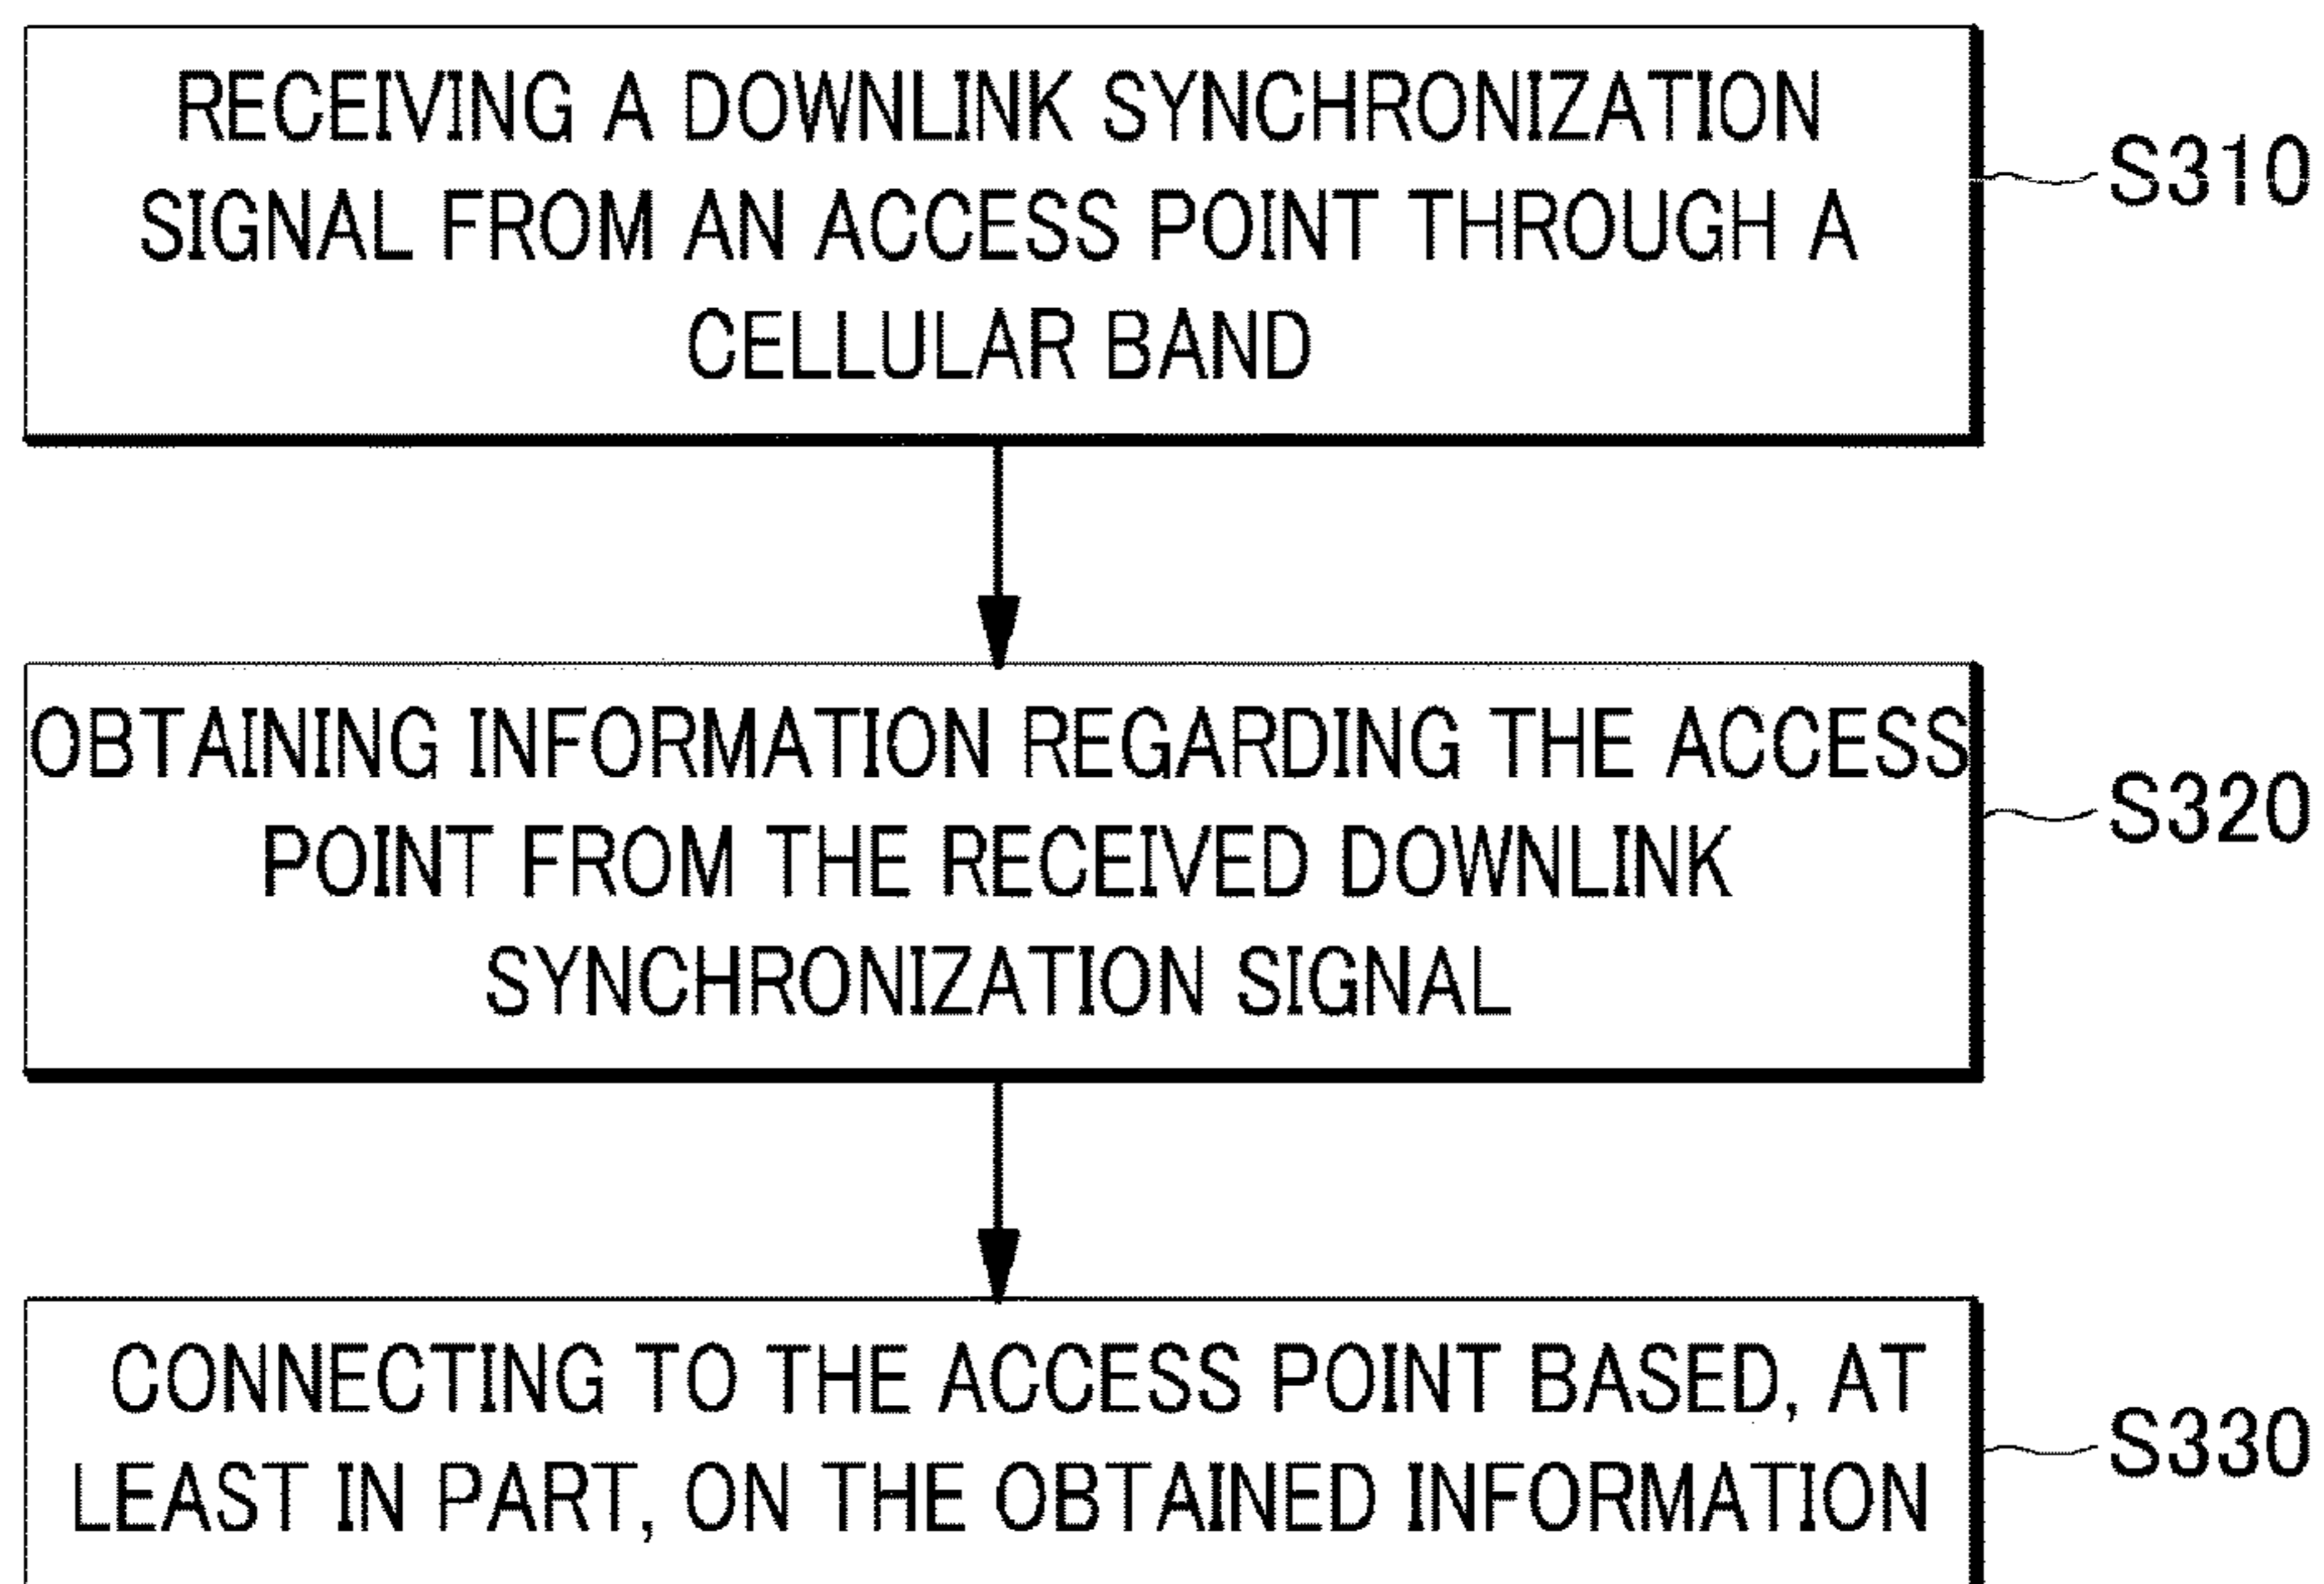 RECEIVING A DOWNLINK SYNCHRONIZATION
SIGNAL FROM AN ACCESS POINT THROUGH A
CELLULAR BAND
S310
OBTAINING INFORMATION REGARDING THE ACCESS
POINT FROM THE RECEIVED DOWNLINK
SYNCHRONIZATION SIGNAL
S320
CONNECTING TO THE ACCESS POINT BASED, AT
LEAST IN PART, ON THE OBTAINED INFORMATION
S330